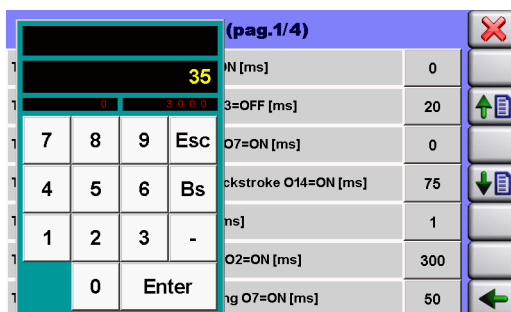 (pag.1/4)
35
0 3000
N [ms] 0
3=OFF [ms] 20
O7=ON [ms] 0
ckstroke O14=ON [ms] 75
ms] 1
O2=ON [ms] 300
ng O7=ON [ms] 50
7 8 9 Esc
4 5 6 Bs
1 2 3 -
0 Enter